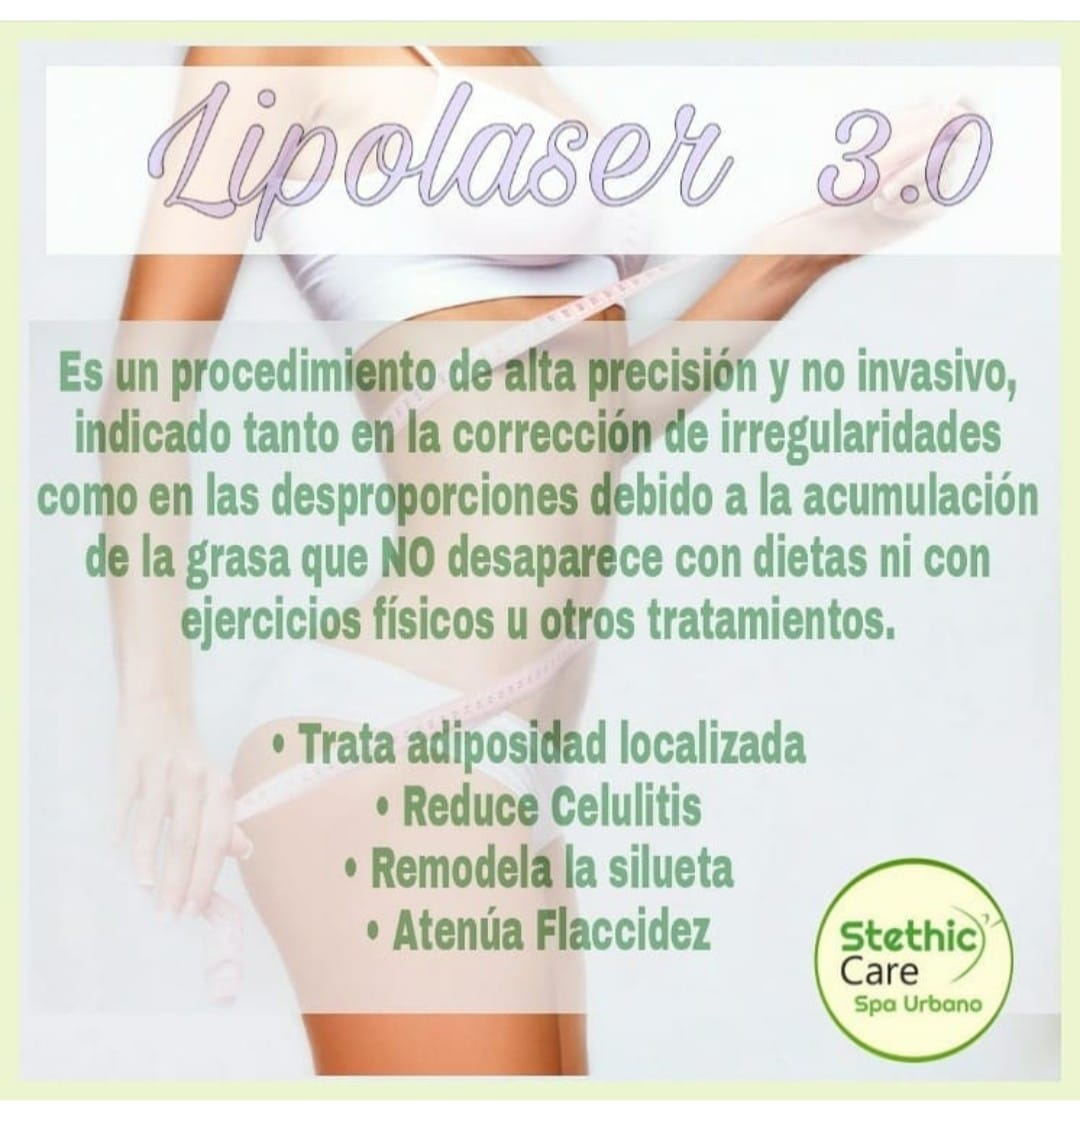 Lipolaser 3.0
Es un procedimiento de alta precisión y no invasivo,
indicado tanto en la corrección de irregularidades
como en las desproporciones debido a la acumulación
de la grasa que NO desaparece con dietas ni con
ejercicios físicos u otros tratamientos.
• Trata adiposidad localizada
• Reduce Celulitis
• Remodela la silueta
• Atenúa Flaccidez
Stethic
Care
Spa Urbano